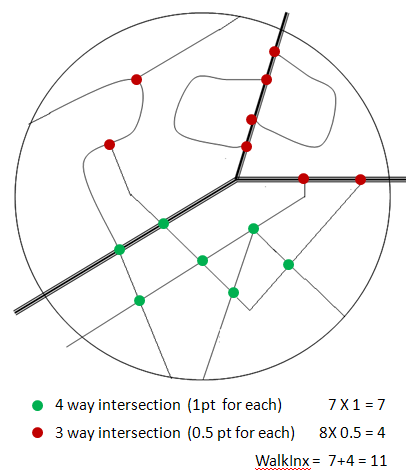 4 way intersection (1pt for each) 7 X 1 = 7
3 way intersection (0.5 pt for each) 8X 0.5 = 4
WalkInx = 7+4 = 11